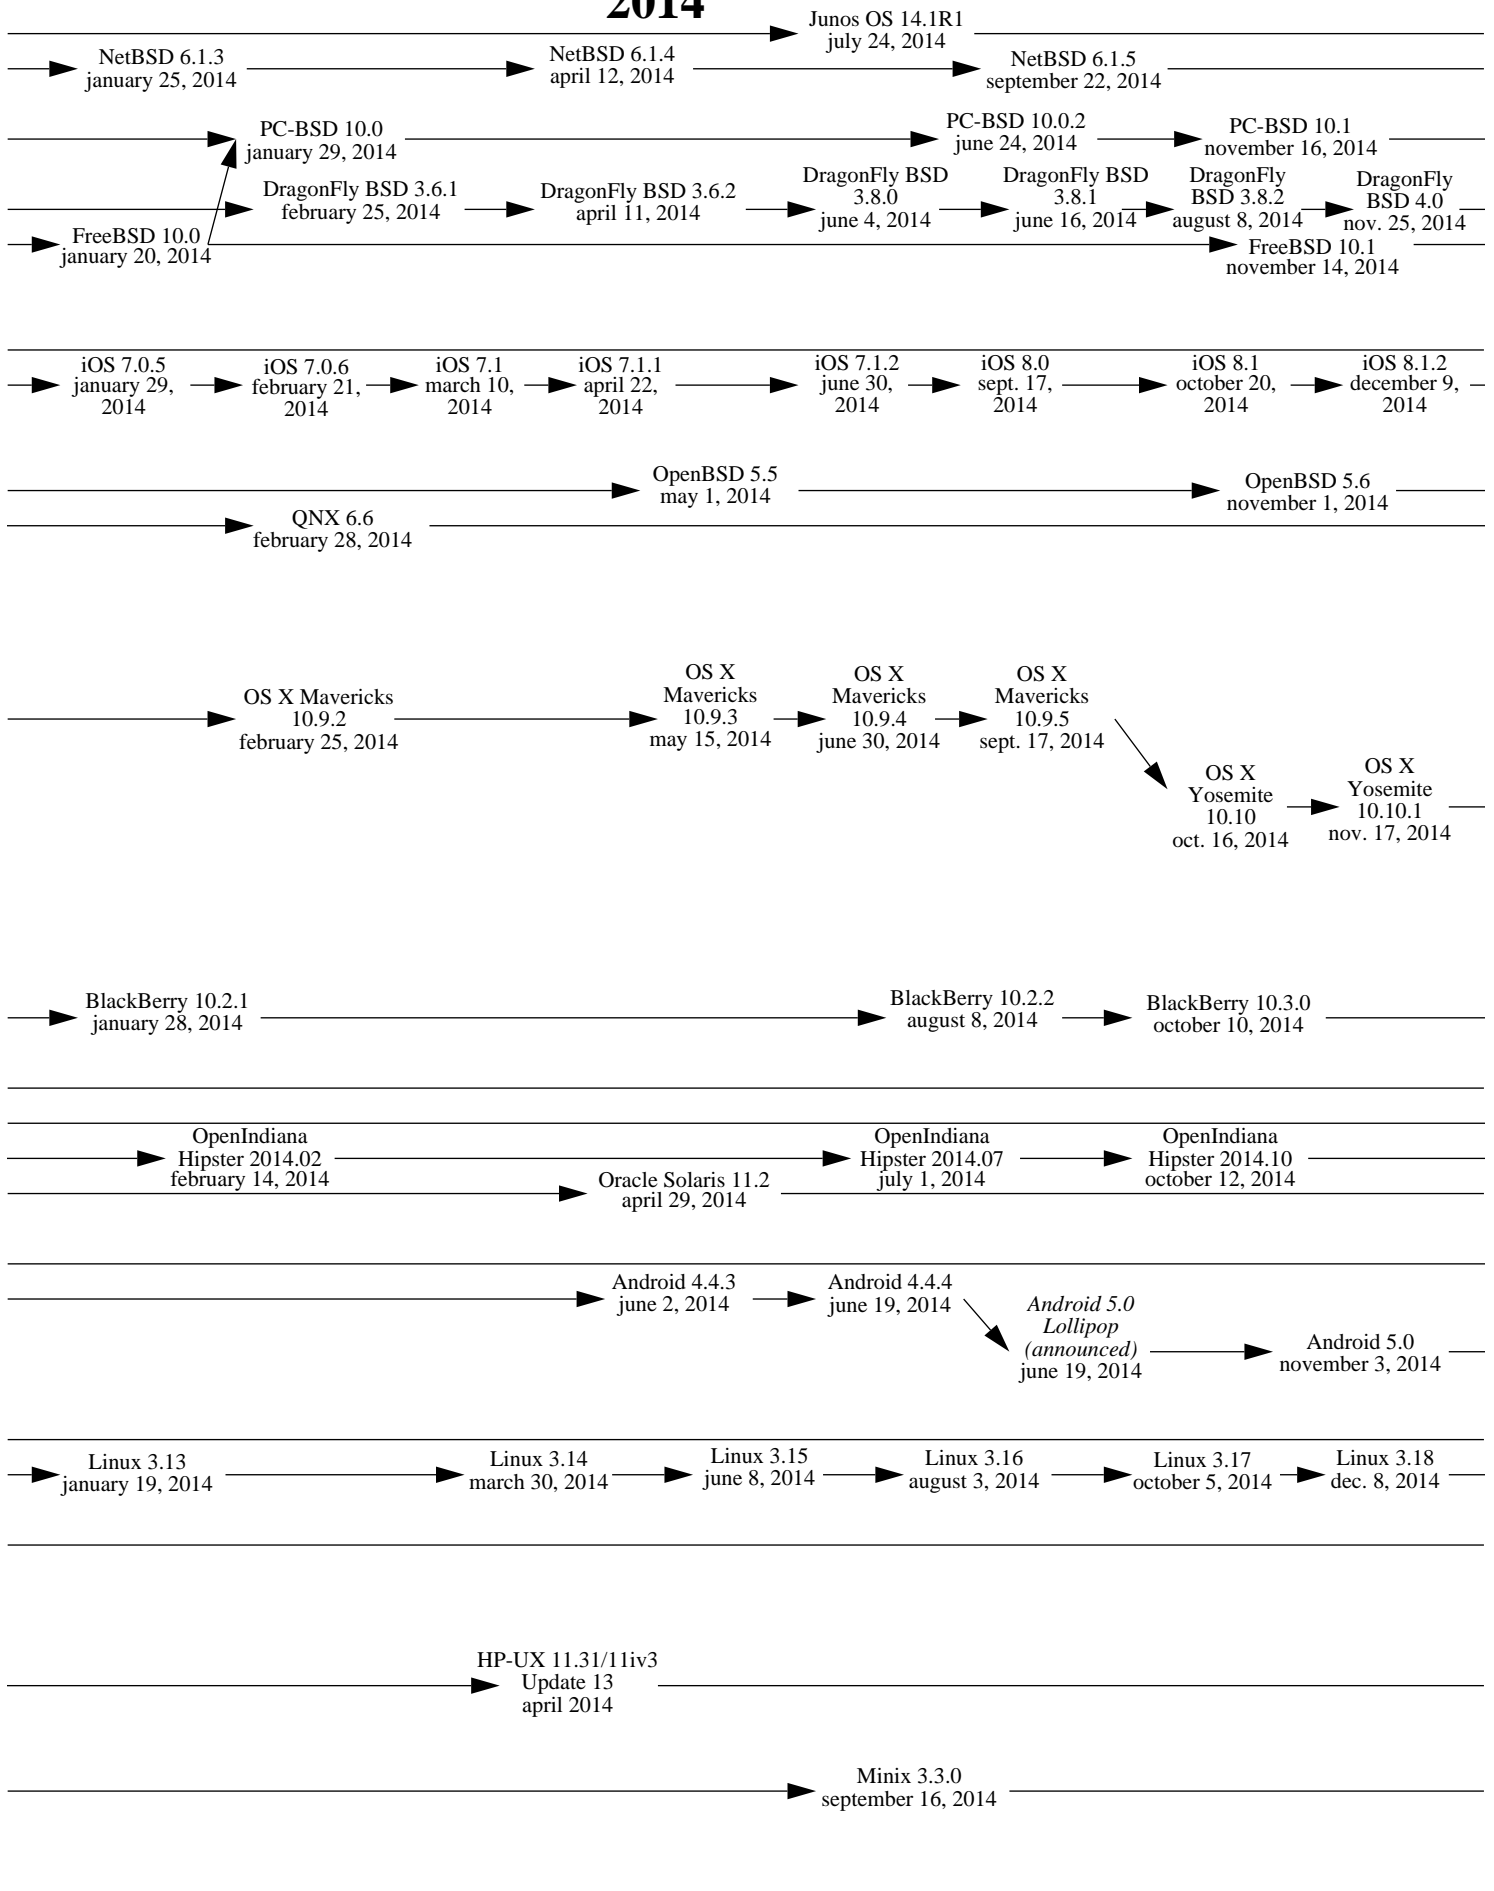 2014
Junos OS 14.1R1
july 24, 2014
NetBSD 6.1.3
january 25, 2014
NetBSD 6.1.4
april 12, 2014
NetBSD 6.1.5
september 22, 2014
PC-BSD 10.0
january 29, 2014
PC-BSD 10.0.2
june 24, 2014
PC-BSD 10.1
november 16, 2014
DragonFly BSD 3.6.1
february 25, 2014
DragonFly BSD 3.6.2
april 11, 2014
DragonFly BSD
3.8.0
june 4, 2014
DragonFly BSD
3.8.1
june 16, 2014
DragonFly
BSD 3.8.2
august 8, 2014
DragonFly
BSD 4.0
nov. 25, 2014
FreeBSD 10.0
january 20, 2014
FreeBSD 10.1
november 14, 2014
iOS 7.0.5
january 29,
2014
iOS 7.0.6
february 21,
2014
iOS 7.1
march 10,
2014
iOS 7.1.1
april 22,
2014
iOS 7.1.2
june 30,
2014
iOS 8.0
sept. 17,
2014
iOS 8.1
october 20,
2014
iOS 8.1.2
december 9,
2014
OpenBSD 5.5
may 1, 2014
OpenBSD 5.6
november 1, 2014
QNX 6.6
february 28, 2014
OS X Mavericks
10.9.2
february 25, 2014
OS X
Mavericks
10.9.3
may 15, 2014
OS X
Mavericks
10.9.4
june 30, 2014
OS X
Mavericks
10.9.5
sept. 17, 2014
OS X
Yosemite
10.10
oct. 16, 2014
OS X
Yosemite
10.10.1
nov. 17, 2014
BlackBerry 10.2.1
january 28, 2014
BlackBerry 10.2.2
august 8, 2014
BlackBerry 10.3.0
october 10, 2014
OpenIndiana
Hipster 2014.02
february 14, 2014
OpenIndiana
Hipster 2014.07
july 1, 2014
OpenIndiana
Hipster 2014.10
october 12, 2014
Oracle Solaris 11.2
april 29, 2014
Android 4.4.3
june 2, 2014
Android 4.4.4
june 19, 2014
Android 5.0
Lollipop
(announced)
june 19, 2014
Android 5.0
november 3, 2014
Linux 3.13
january 19, 2014
Linux 3.14
march 30, 2014
Linux 3.15
june 8, 2014
Linux 3.16
august 3, 2014
Linux 3.17
october 5, 2014
Linux 3.18
dec. 8, 2014
HP-UX 11.31/11iv3
Update 13
april 2014
Minix 3.3.0
september 16, 2014